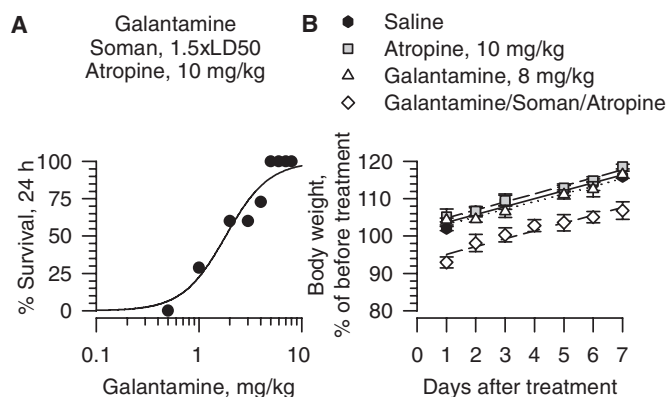 A
Galantamine
Soman, 1.5xLD50
Atropine, 10 mg/kg
% Survival, 24 h
100
75
50
25
0
0.1
1
10
Galantamine, mg/kg
B
Saline
Atropine, 10 mg/kg
Galantamine, 8 mg/kg
Galantamine/Soman/Atropine
Body weight,
% of before treatment
120
110
100
90
80
0 1 2 3 4 5 6 7
Days after treatment